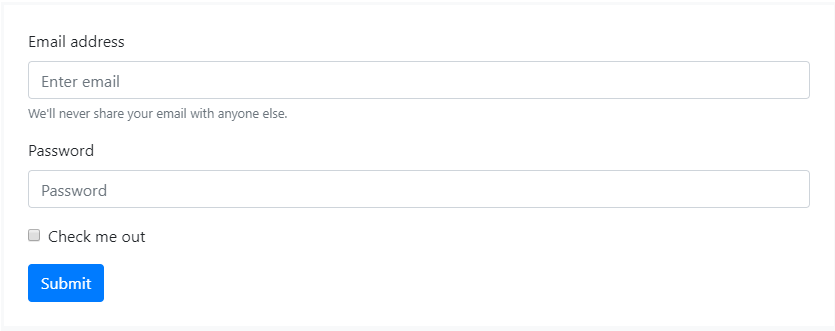 Email address
Enter email
We'll never share your email with anyone else.
Password
Password
Check me out
Submit